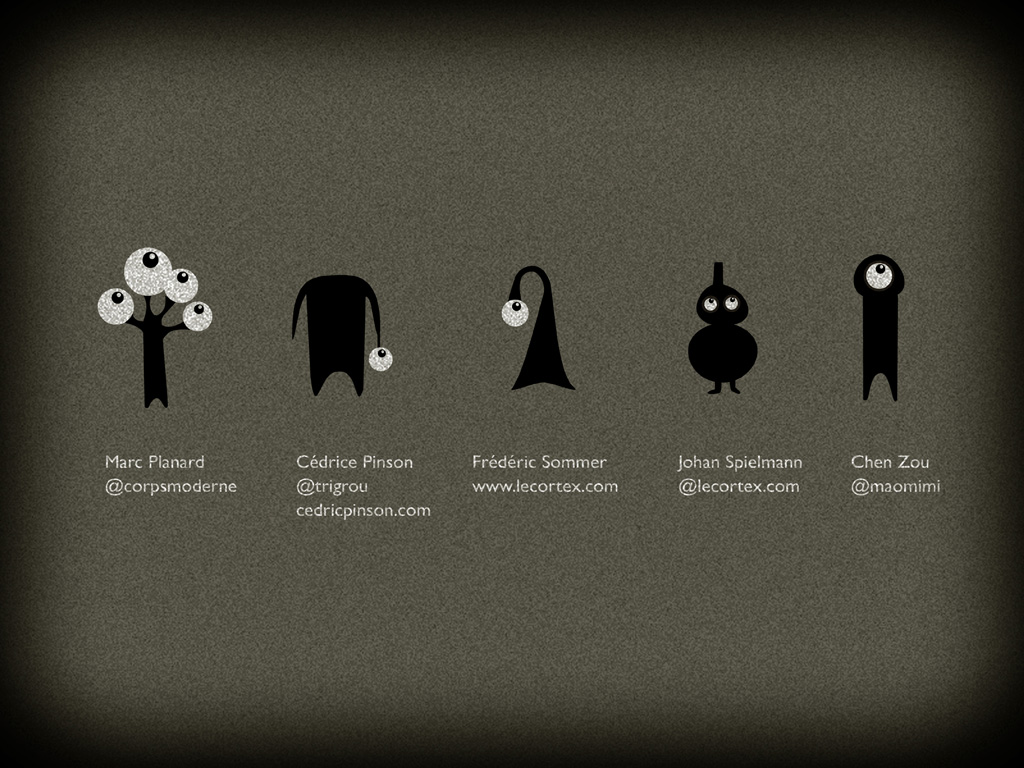 Marc Planard
@corpsmoderne
Cédrice Pinson
@trigrou
cedricpinson.com
Frédéric Sommer
www.lecortex.com
Johan Spielmann
@lecortex.com
Chen Zou
@maomimi